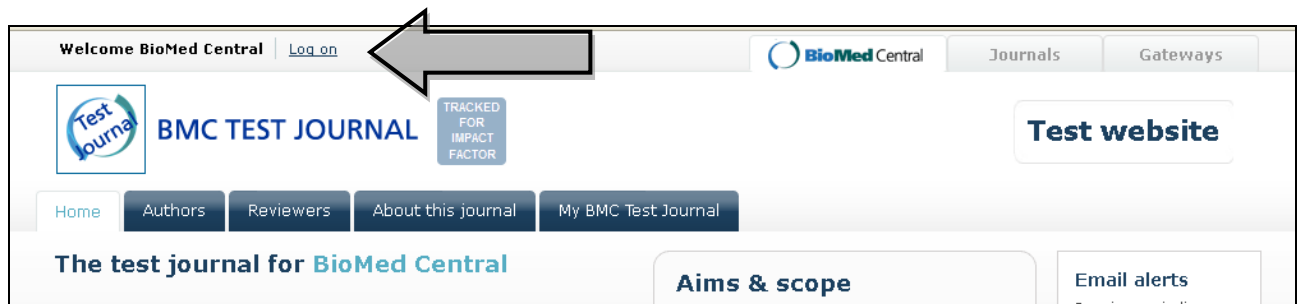 Welcome BioMed Central Log on
BioMed Central Journals Gateways
Test Journal
BMC TEST JOURNAL
TRACKED
FOR
IMPACT
FACTOR
Test website
Home Authors Reviewers About this journal My BMC Test Journal
The test journal for BioMed Central
Aims & scope
Email alerts